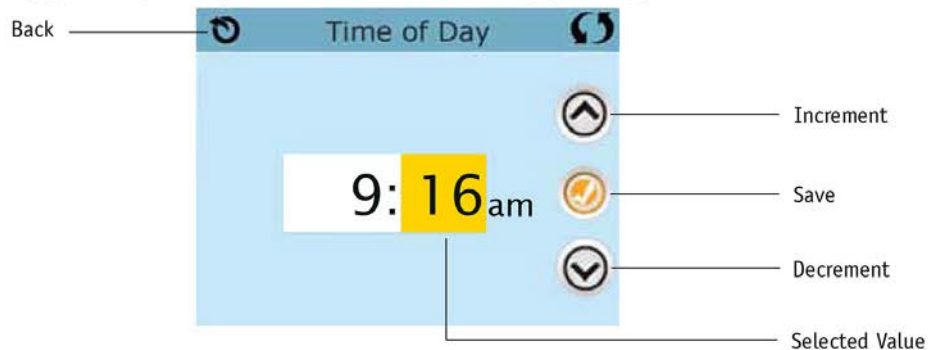 Back
Time of Day
Increment
9:16am
Save
Decrement
Selected Value